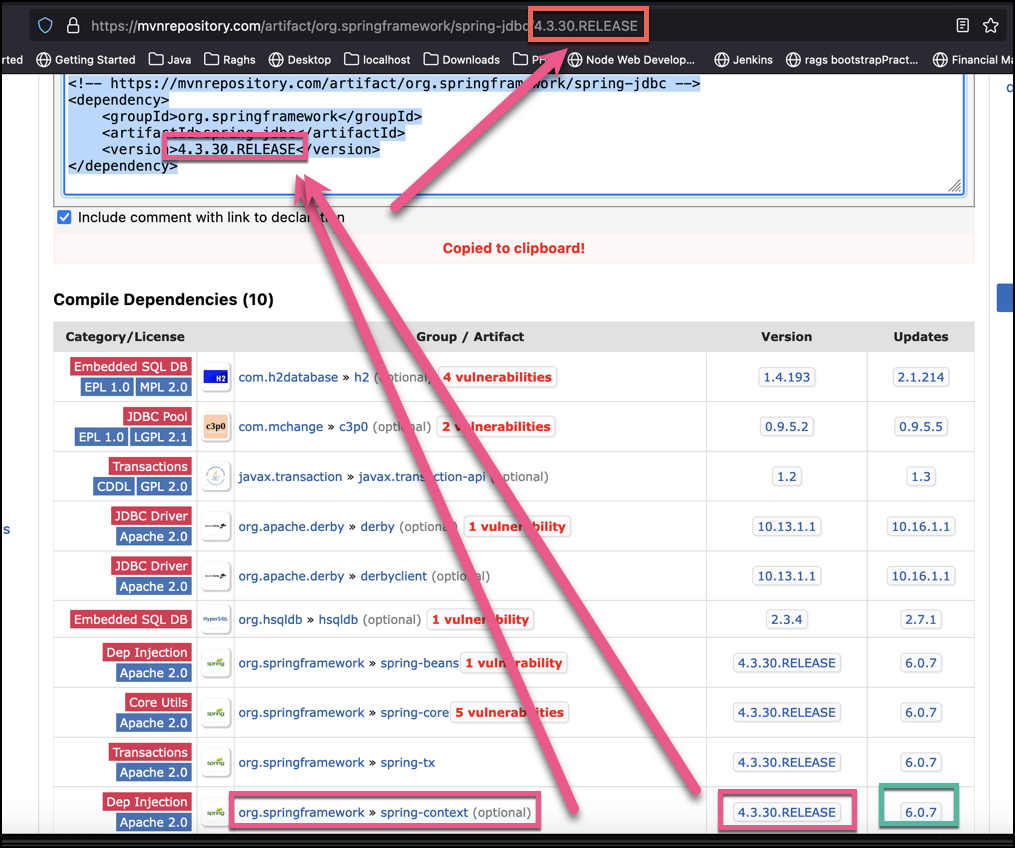 https://mvnrepository.com/artifact/org.springframework/spring-jdbc/4.3.30.RELEASE
rted Getting Started Java Raghs Desktop localhost Downloads Node Web Develop... Jenkins rags bootstrapPract... Financial Ma
<!-- https://mvnrepository.com/artifact/org.springframework/spring-jdbc -->
<dependency>
<groupId>org.springframework</groupId>
<artifactId>spring-jdbc</artifactId>
<version>4.3.30.RELEASE</version>
</dependency>
Include comment with link to declaration
Copied to clipboard!
Compile Dependencies (10)
Category/License Group / Artifact Version Updates
Embedded SQL DB
EPL 1.0 MPL 2.0
H2 com.h2database » h2 (optional) 4 vulnerabilities 1.4.193 2.1.214
JDBC Pool
EPL 1.0 LGPL 2.1
c3p0 com.mchange » c3p0 (optional) 2 vulnerabilities 0.9.5.2 0.9.5.5
Transactions
CDDL GPL 2.0
javax.transaction » javax.transaction-api (optional) 1.2 1.3
JDBC Driver
Apache 2.0
org.apache.derby » derby (optional) 1 vulnerability 10.13.1.1 10.16.1.1
JDBC Driver
Apache 2.0
org.apache.derby » derbyclient (optional) 10.13.1.1 10.16.1.1
s
Embedded SQL DB HyperSQL org.hsqldb » hsqldb (optional) 1 vulnerability 2.3.4 2.7.1
Dep Injection
Apache 2.0
spring org.springframework » spring-beans 1 vulnerability 4.3.30.RELEASE 6.0.7
Core Utils
Apache 2.0
spring org.springframework » spring-core 5 vulnerabilities 4.3.30.RELEASE 6.0.7
Transactions
Apache 2.0
spring org.springframework » spring-tx 4.3.30.RELEASE 6.0.7
Dep Injection
Apache 2.0
spring org.springframework » spring-context (optional) 4.3.30.RELEASE 6.0.7